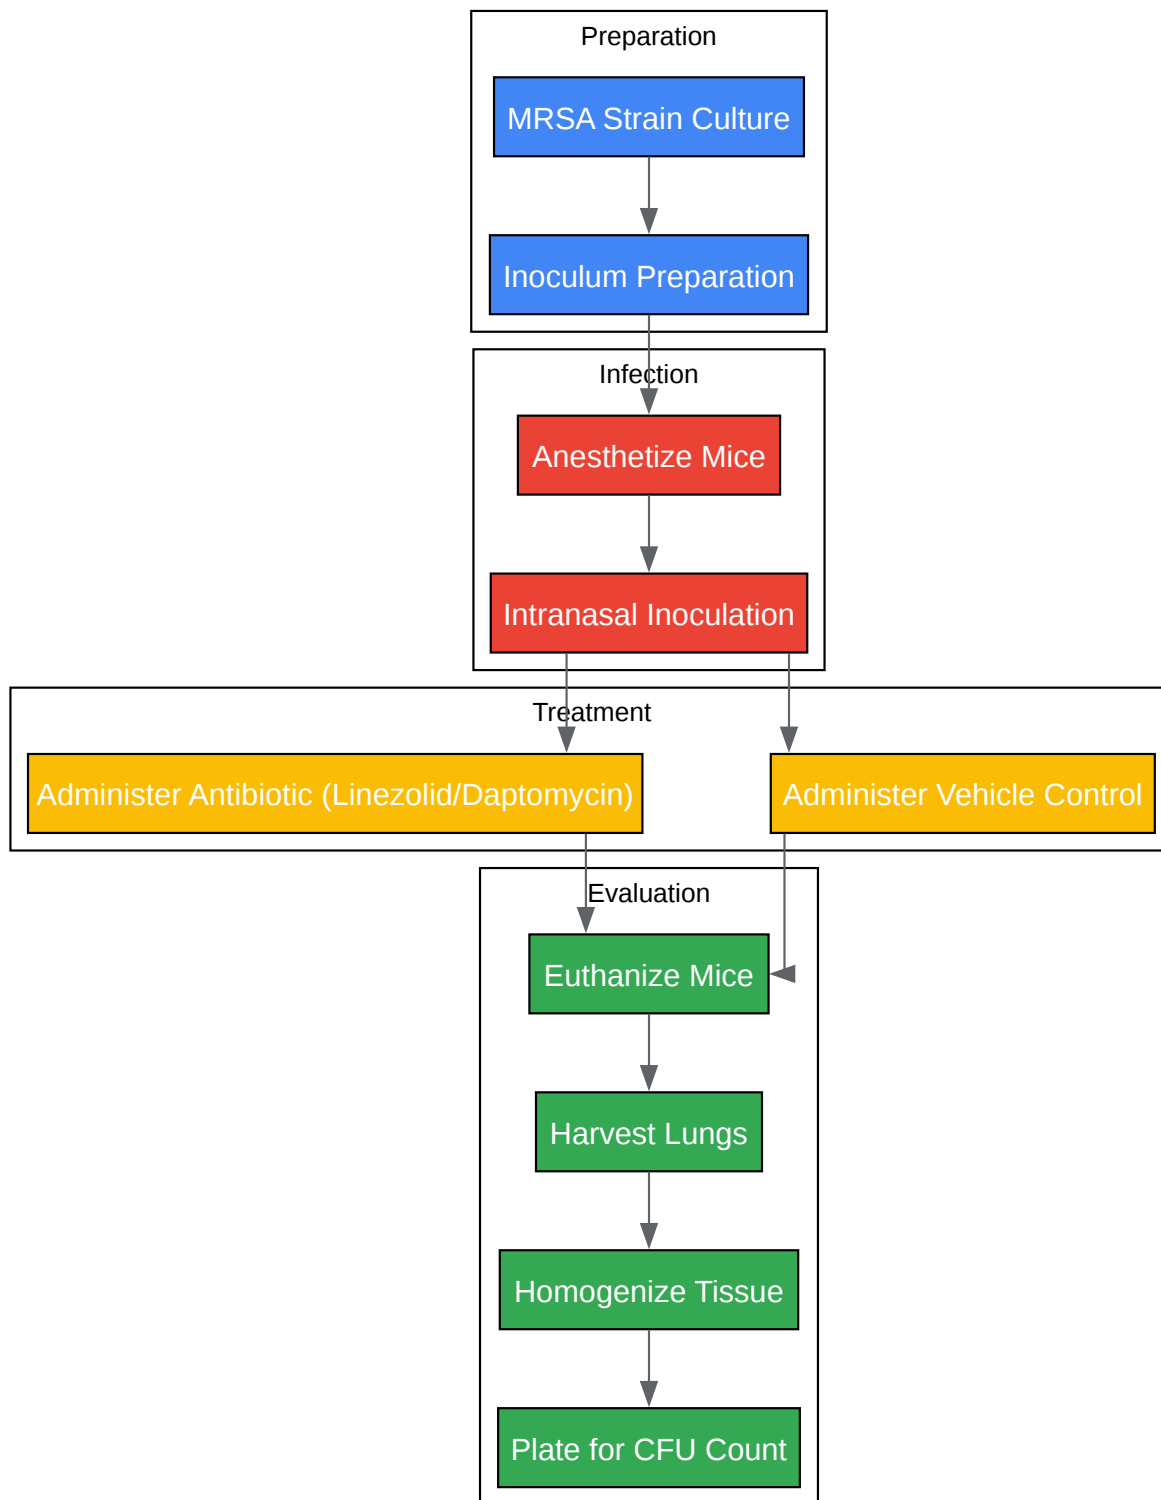 Preparation
MRSA Strain Culture
Inoculum Preparation
Infection
Anesthetize Mice
Intranasal Inoculation
Treatment
Administer Antibiotic (Linezolid/Daptomycin)
Administer Vehicle Control
Evaluation
Euthanize Mice
Harvest Lungs
Homogenize Tissue
Plate for CFU Count